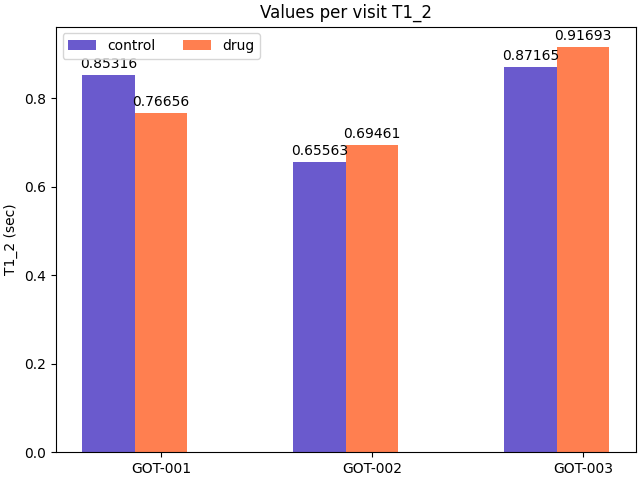 Values per visit T1_2
control drug
0.85316
0.76656
0.65563
0.69461
0.87165
0.91693
T1_2 (sec)
0.8
0.6
0.4
0.2
0.0
GOT-001 GOT-002 GOT-003